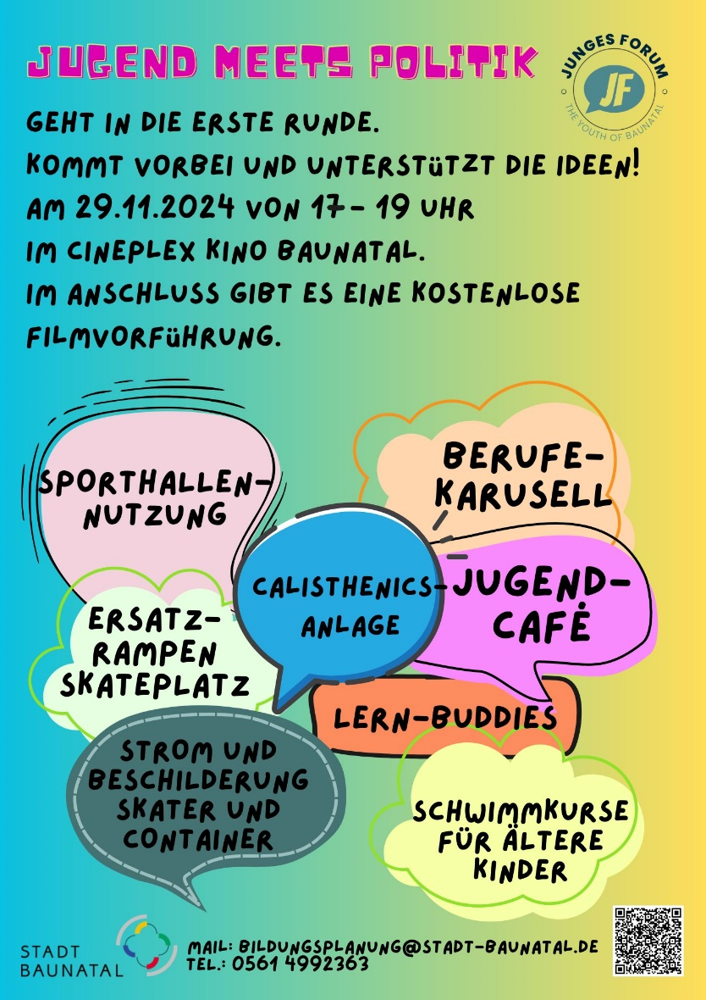 JUGEND MEETS POLITIK
JUNGES FORUM
JF
THE YOUTH OF BAUNATAL
GEHT IN DIE ERSTE RUNDE.
KOMMT VORBEI UND UNTERSTüTZT DIE IDEEN!
AM 29.11.2024 VON 17- 19 UHR
IM CINEPLEX KINO BAUNATAL.
IM ANSCHLUSS GIBT ES EINE KOSTENLOSE
FILMVORFüHRUNG.
SPORTHALLEN-
NUTZUNG
BERUFE-
KARUSELL
CALISTHENICS-
ANLAGE
JUGEND-
CAFÉ
ERSATZ-
RAMPEN
SKATEPLATZ
LERN-BUDDIES
STROM UND
BESCHILDERUNG
SKATER UND
CONTAINER
SCHWIMMKURSE
FÜR ÄLTERE
KINDER
STADT
BAUNATAL
MAIL: BILDUNGSPLANUNG@STADT-BAUNATAL.DE
TEL.: 0561 4992363